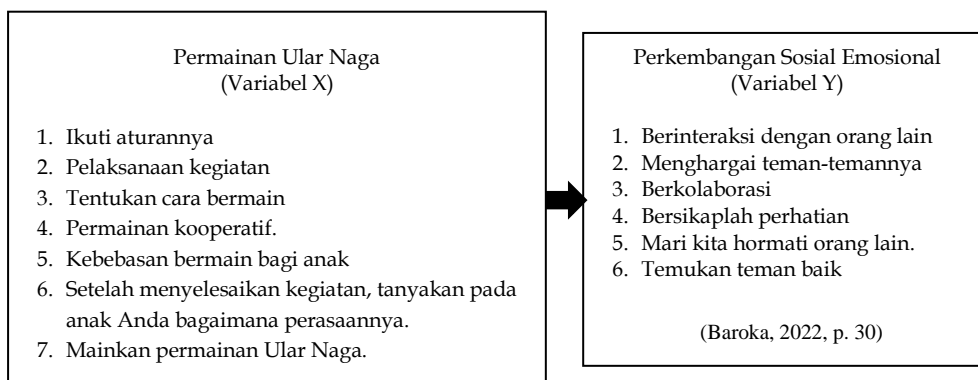 Permainan Ular Naga
(Variabel X)
1. Ikuti aturannya
2. Pelaksanaan kegiatan
3. Tentukan cara bermain
4. Permainan kooperatif.
5. Kebebasan bermain bagi anak
6. Setelah menyelesaikan kegiatan, tanyakan pada
anak Anda bagaimana perasaannya.
7. Mainkan permainan Ular Naga.
Perkembangan Sosial Emosional
(Variabel Y)
1. Berinteraksi dengan orang lain
2. Menghargai teman-temannya
3. Berkolaborasi
4. Bersikaplah perhatian
5. Mari kita hormati orang lain.
6. Temukan teman baik
(Baroka, 2022, p. 30)